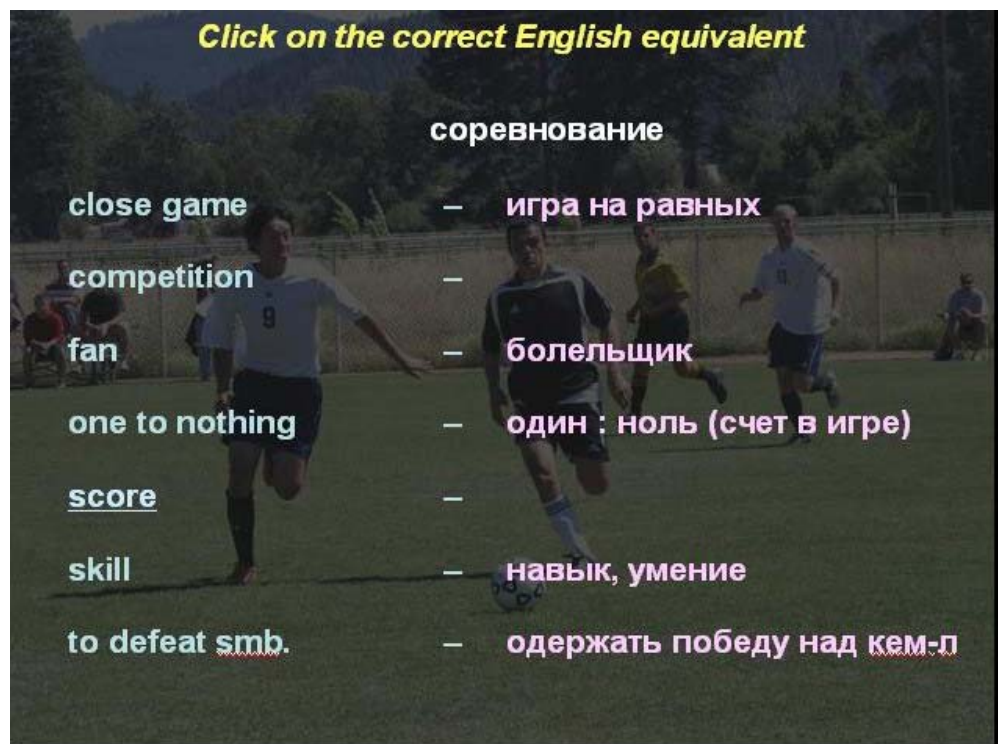 Click on the correct English equivalent
соревнование
close game – игра на равных
competition –
fan – болельщик
one to nothing – один : ноль (счет в игре)
score –
skill – навык, умение
to defeat smb. – одержать победу над кем-л